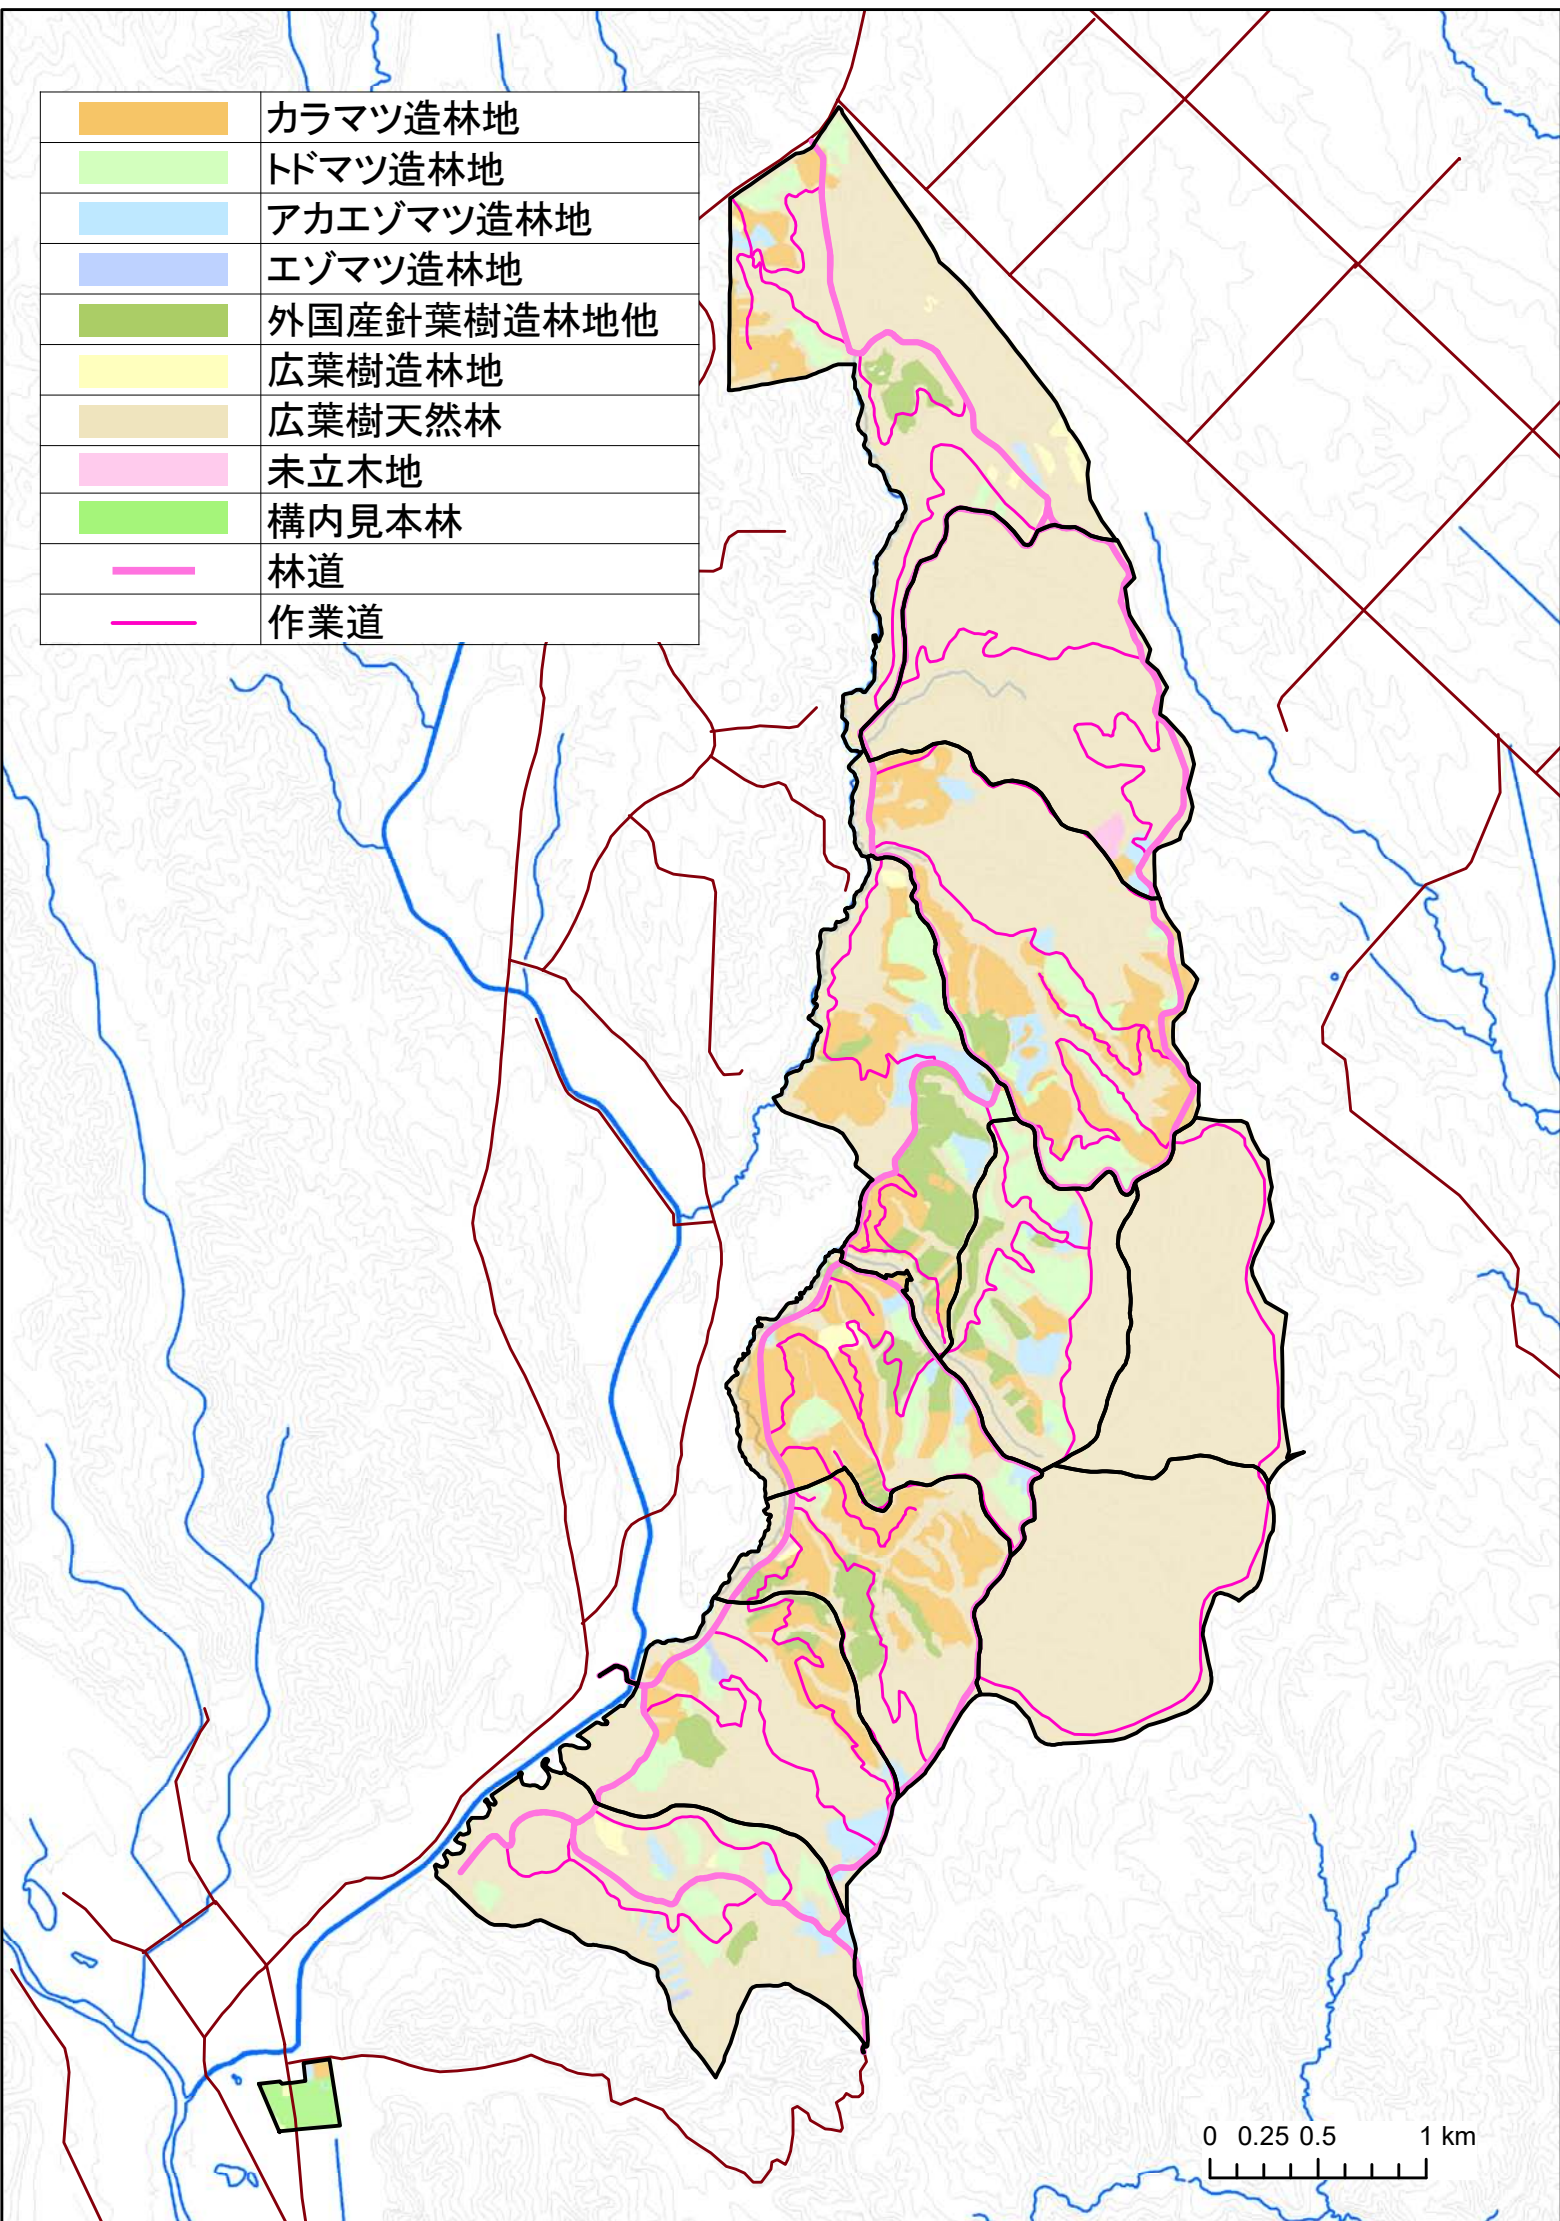 カラマツ造林地
トドマツ造林地
アカエゾマツ造林地
エゾマツ造林地
外国産針葉樹造林地他
広葉樹造林地
広葉樹天然林
未立木地
構内見本林
林道
作業道
0 0.25 0.5 1 km